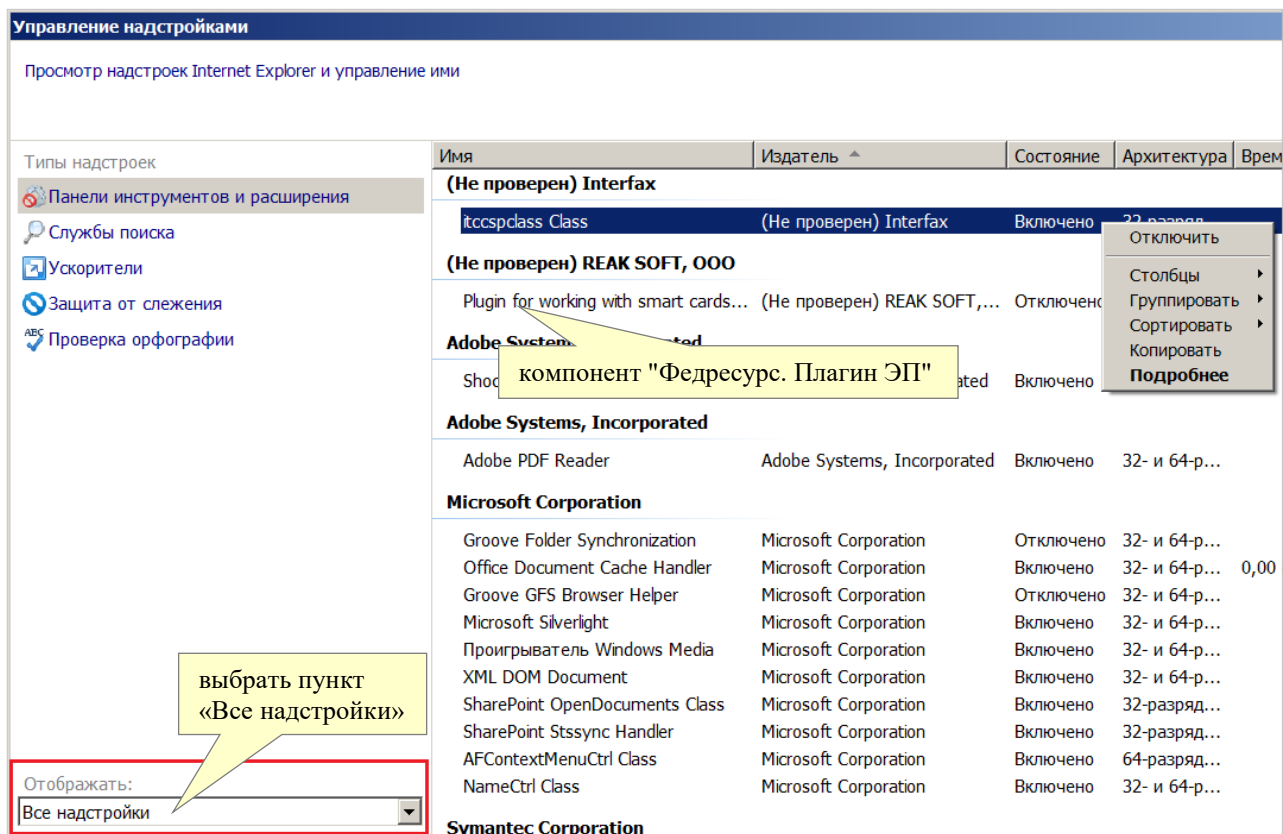 Управление надстройками
Просмотр надстроек Internet Explorer и управление ими
Типы надстроек
Панели инструментов и расширения
Службы поиска
Ускорители
Защита от слежения
ABC Проверка орфографии
Отображать:
Все надстройки
выбрать пункт
«Все надстройки»
Имя Издатель Состояние Архитектура Врем
(Не проверен) Interfax
itccspclass Class (Не проверен) Interfax Включено 32-разряд...
(Не проверен) REAK SOFT, ООО
Plugin for working with smart cards... (Не проверен) REAK SOFT,... Отключено
Adobe System
компонент "Федресурс. Плагин ЭП"
Включено
Adobe Systems, Incorporated
Adobe PDF Reader Adobe Systems, Incorporated Включено 32- и 64-р...
Microsoft Corporation
Groove Folder Synchronization Microsoft Corporation Отключено 32- и 64-р...
Office Document Cache Handler Microsoft Corporation Включено 32- и 64-р... 0,00
Groove GFS Browser Helper Microsoft Corporation Отключено 32- и 64-р...
Microsoft Silverlight Microsoft Corporation Включено 32- и 64-р...
Проигрыватель Windows Media Microsoft Corporation Включено 32- и 64-р...
XML DOM Document Microsoft Corporation Включено 32- и 64-р...
SharePoint OpenDocuments Class Microsoft Corporation Включено 32-разряд...
SharePoint Stssync Handler Microsoft Corporation Включено 32-разряд...
AFContextMenuCtrl Class Microsoft Corporation Включено 64-разряд...
NameCtrl Class Microsoft Corporation Включено 32- и 64-р...
Symantec Corporation
Отключить
Столбцы
Группировать
Сортировать
Копировать
Подробнее